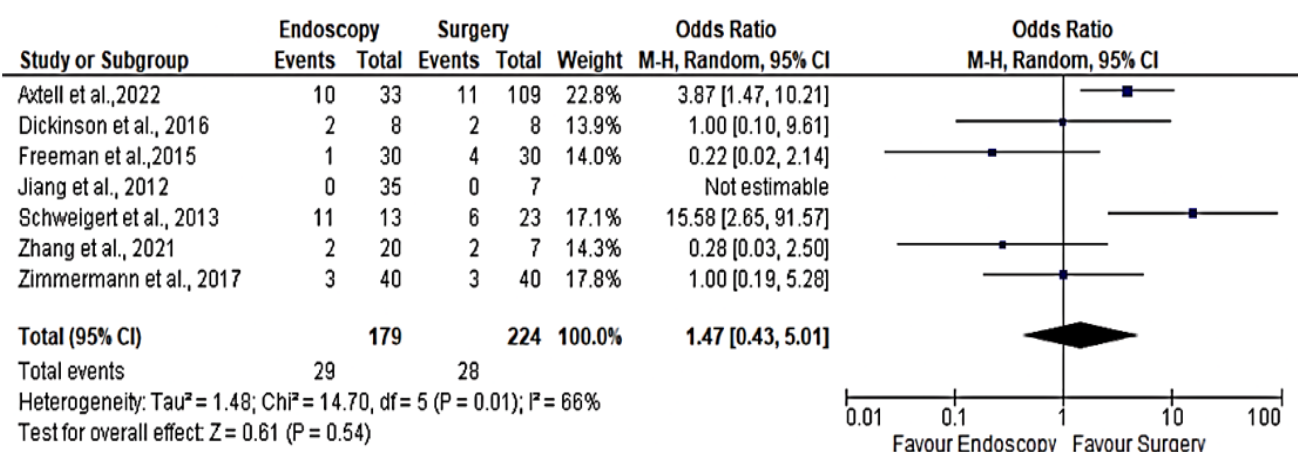 Endoscopy Surgery Odds Ratio Odds Ratio
Study or Subgroup Events Total Events Total Weight M-H, Random, 95% CI M-H, Random, 95% CI
Axtell et al.,2022 10 33 11 109 22.8% 3.87 [1.47, 10.21]
Dickinson et al., 2016 2 8 2 8 13.9% 1.00 [0.10, 9.61]
Freeman et al.,2015 1 30 4 30 14.0% 0.22 [0.02, 2.14]
Jiang et al., 2012 0 35 0 7 Not estimable
Schweigert et al., 2013 11 13 6 23 17.1% 15.58 [2.65, 91.57]
Zhang et al., 2021 2 20 2 7 14.3% 0.28 [0.03, 2.50]
Zimmermann et al., 2017 3 40 3 40 17.8% 1.00 [0.19, 5.28]
Total (95% CI) 179 224 100.0% 1.47 [0.43, 5.01]
Total events 29 28
Heterogeneity: Tau² = 1.48; Chi² = 14.70, df = 5 (P = 0.01); I² = 66%
Test for overall effect: Z = 0.61 (P = 0.54)
0.01 0.1 1 10 100
Favour Endoscopy Favour Surgery